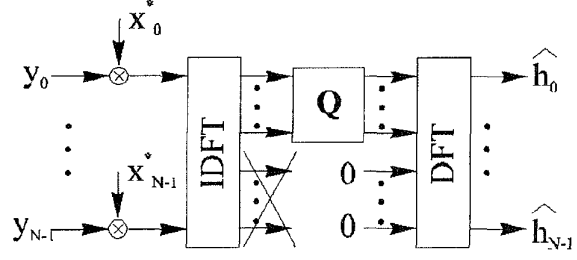 x*0
y0
IDFT
Q
DFT
ĥ0
x*N-1
0
yN-1
0
ĥN-1